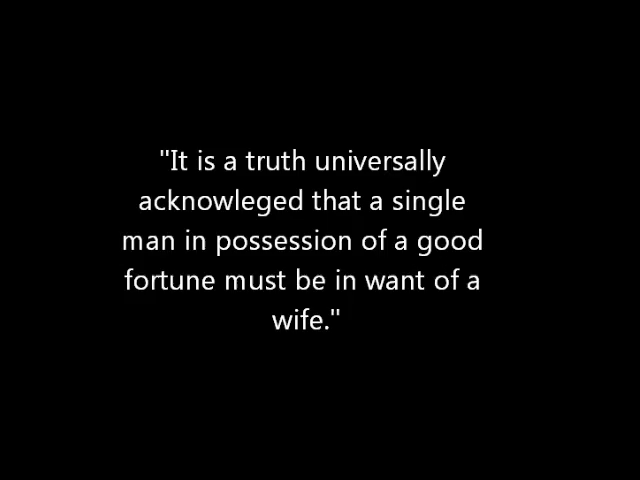 "It is a truth universally
acknowleged that a single
man in possession of a good
fortune must be in want of a
wife."